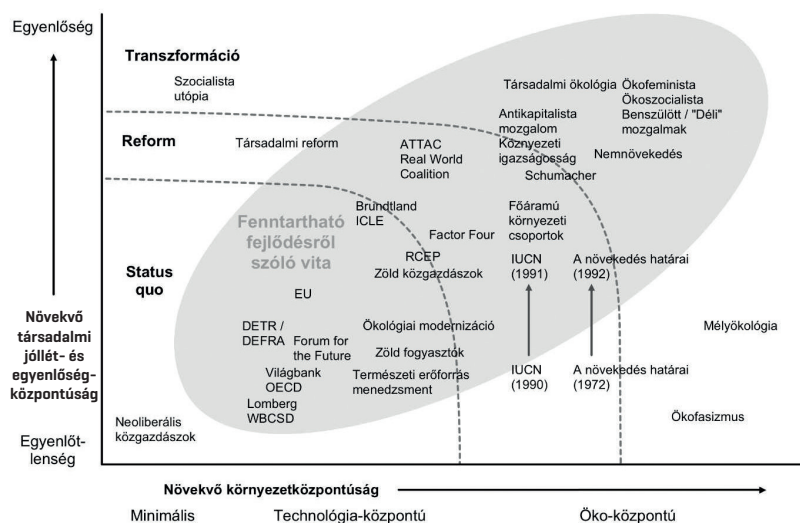 Egyenlőség
Transzformáció
Szocialista
utópia
Társadalmi ökológia
Ökofeminista
Ökoszocialista
Benszülött / "Déli"
mozgalmak
Reform
Társadalmi reform
ATTAC
Real World
Coalition
Antikapitalista
mozgalom
Környezeti
igazságosság
Nemnövekedés
Schumacher
Brundtland
ICLE
Fenntartható
fejlődésről
szóló vita
Factor Four
Főáramú
környezeti
csoportok
Status
quo
RCEP
Zöld közgazdászok
IUCN
(1991)
A növekedés határai
(1992)
EU
Növekvő
társadalmi
jóllét- és
egyenlőség-
központúság
DETR /
DEFRA
Forum for
the Future
Ökológiai modernizáció
Zöld fogyasztók
Mélyökológia
Világbank
OECD
Természeti erőforrás
menedzsment
IUCN
(1990)
A növekedés határai
(1972)
Lomberg
WBCSD
Neoliberális
közgazdászok
Ökofasizmus
Egyenlőt-
lenség
Növekvő környezetközpontúság
Minimális
Technológia-központú
Öko-központú